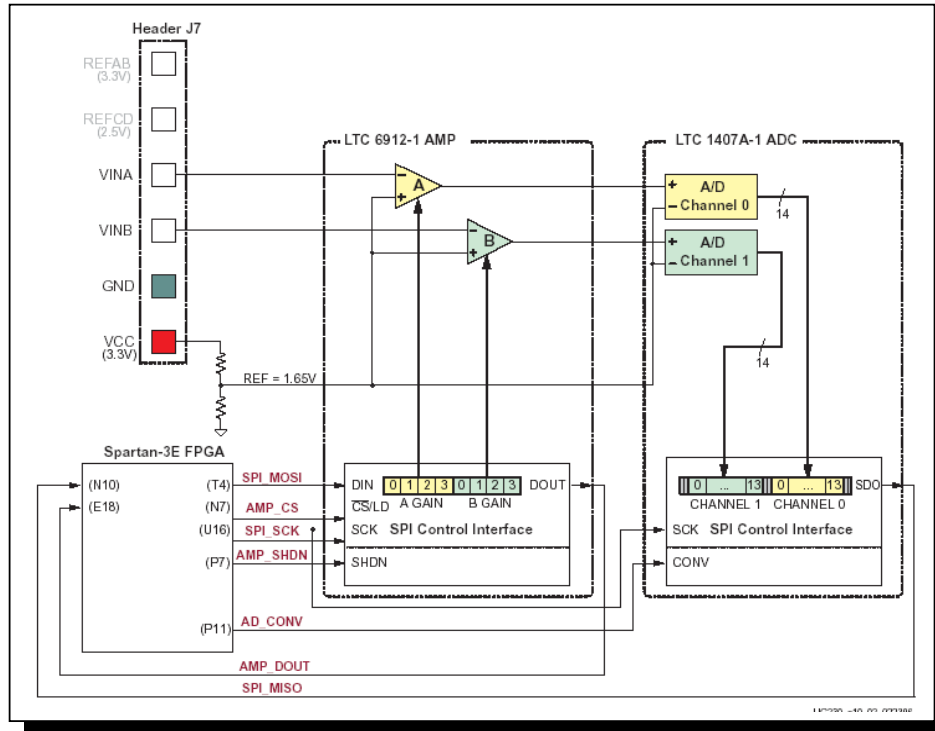 Header J7
REFAB
(3.3V)
REFCD
(2.5V)
VINA
VINB
GND
VCC
(3.3V)
REF = 1.65V
LTC 6912-1 AMP
A
B
LTC 1407A-1 ADC
+ A/D
− Channel 0
14
+ A/D
− Channel 1
14
Spartan-3E FPGA
(N10)
(E18)
(T4)
(N7)
(U16)
(P7)
(P11)
SPI_MOSI
AMP_CS
SPI_SCK
AMP_SHDN
AD_CONV
AMP_DOUT
SPI_MISO
DIN
0 1 2 3 0 1 2 3
DOUT
CS/LD
A GAIN
B GAIN
SCK SPI Control Interface
SHDN
0 ... 13 0 ... 13
SDO
CHANNEL 1 CHANNEL 0
SCK SPI Control Interface
CONV